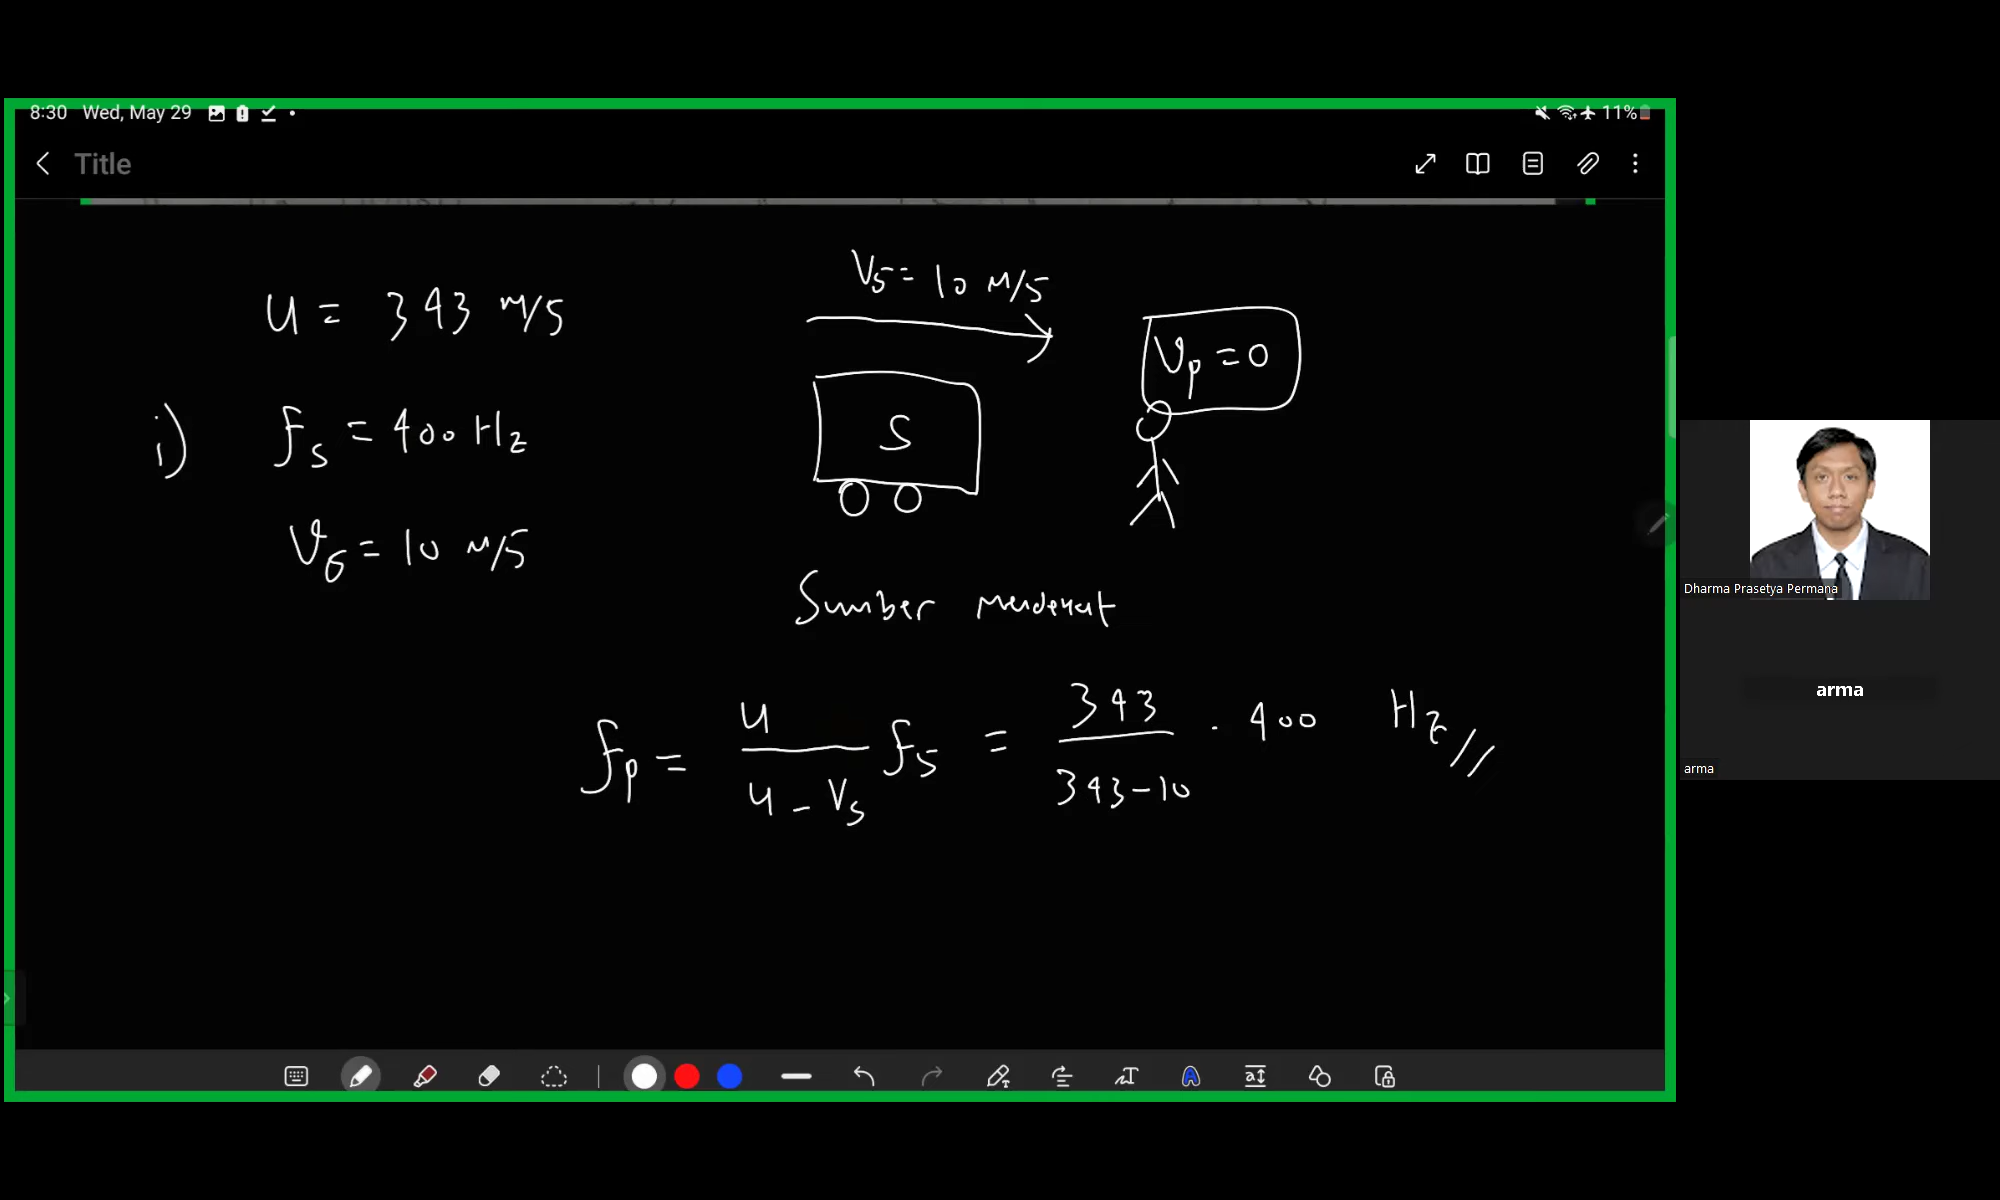 8:30 Wed, May 29
11%
Title
u = 343 m/s
Vs = 10 m/s
Vp = 0
S
i) fs = 400 Hz
V6 = 10 m/s
Sumber mendekat
fp = u / u - Vs fs = 343 / 343-10 . 400 Hz //
Dharma Prasetya Permana
arma
arma